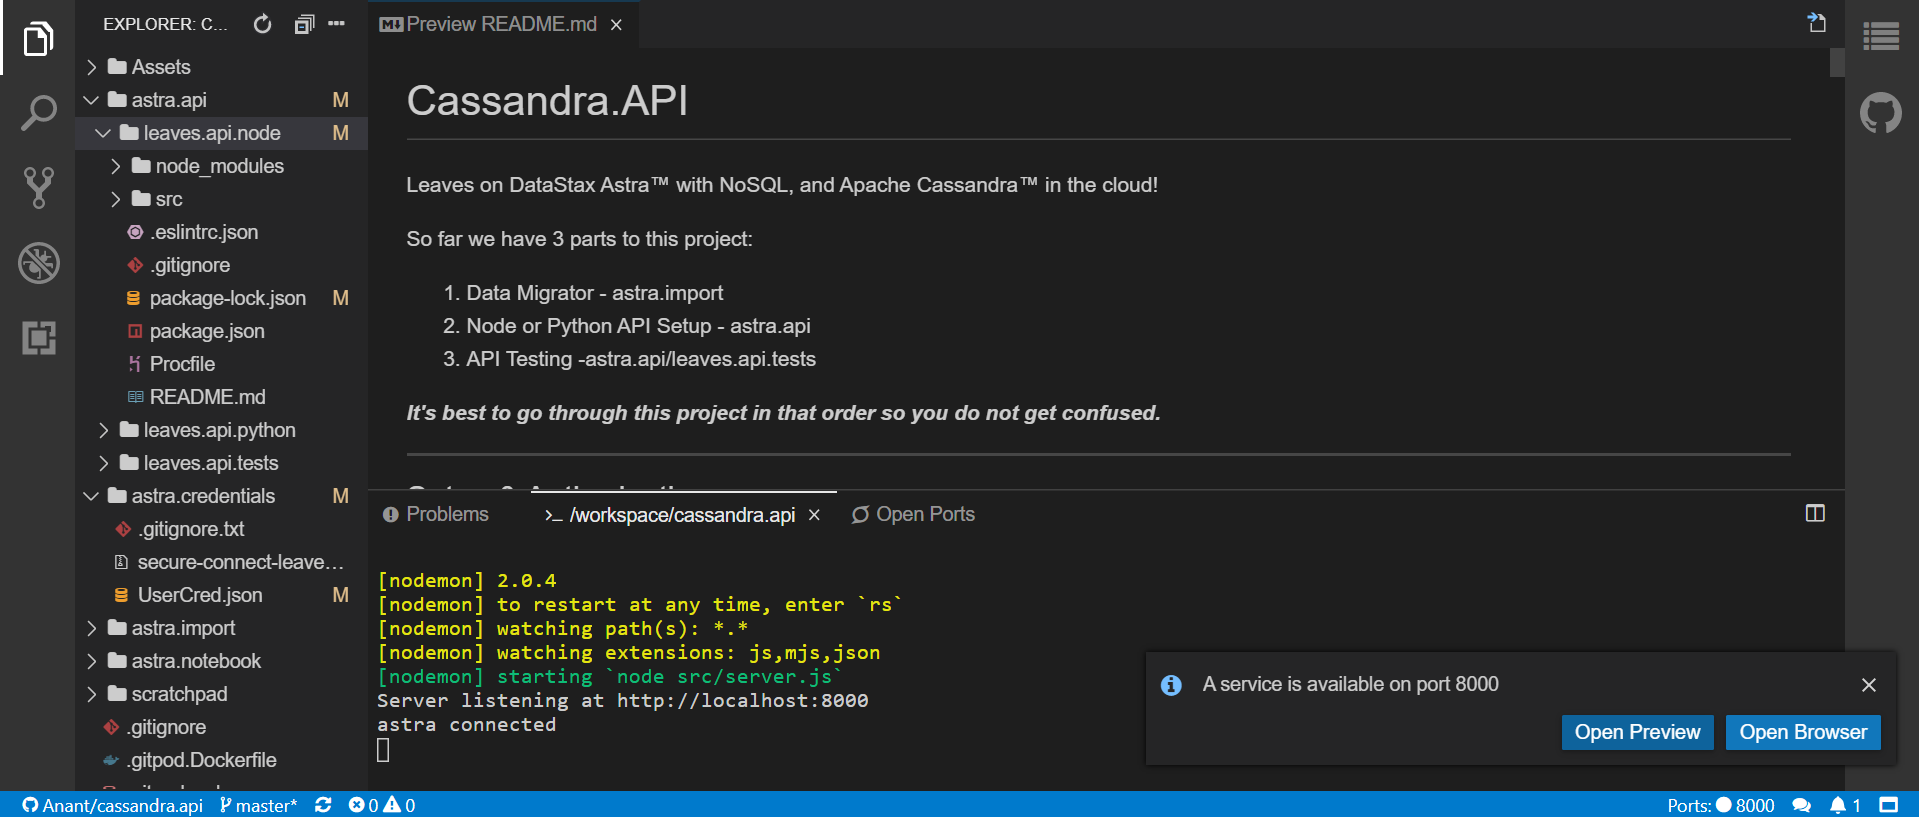 EXPLORER: C...
Assets
astra.api M
leaves.api.node M
node_modules
src
.eslintrc.json
.gitignore
package-lock.json M
package.json
Procfile
README.md
leaves.api.python
leaves.api.tests
astra.credentials M
.gitignore.txt
secure-connect-leave...
UserCred.json M
astra.import
astra.notebook
scratchpad
.gitignore
.gitpod.Dockerfile
Preview README.md
Cassandra.API
Leaves on DataStax Astra™ with NoSQL, and Apache Cassandra™ in the cloud!
So far we have 3 parts to this project:
1. Data Migrator - astra.import
2. Node or Python API Setup - astra.api
3. API Testing -astra.api/leaves.api.tests
It's best to go through this project in that order so you do not get confused.
Problems >_ /workspace/cassandra.api Open Ports
[nodemon] 2.0.4
[nodemon] to restart at any time, enter `rs`
[nodemon] watching path(s): *.*
[nodemon] watching extensions: js,mjs,json
[nodemon] starting `node src/server.js`
Server listening at http://localhost:8000
astra connected
A service is available on port 8000
Open Preview Open Browser
Anant/cassandra.api master* 0 0 Ports: 8000 1